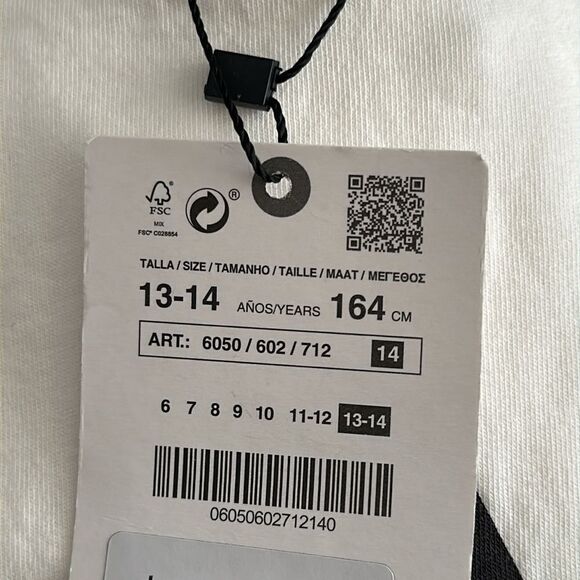 FSC®
MIX
FSC® C028854
®
TALLA / SIZE / TAMANHO / TAILLE / MAAT / ΜΕΓΕΘΟΣ
13-14 AÑOS/YEARS 164 CM
ART.: 6050 / 602 / 712 14
6 7 8 9 10 11-12 13-14
06050602712140